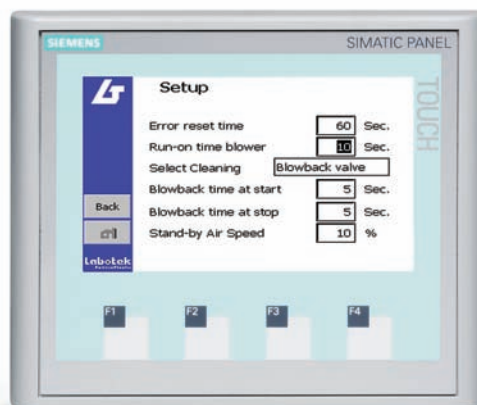 SIEMENS
SIMATIC PANEL
TOUCH
Setup
Error reset time 60 Sec.
Run-on time blower 10 Sec.
Select Cleaning Blowback valve
Blowback time at start 5 Sec.
Blowback time at stop 5 Sec.
Stand-by Air Speed 10 %
Back
Labotek
F1 F2 F3 F4